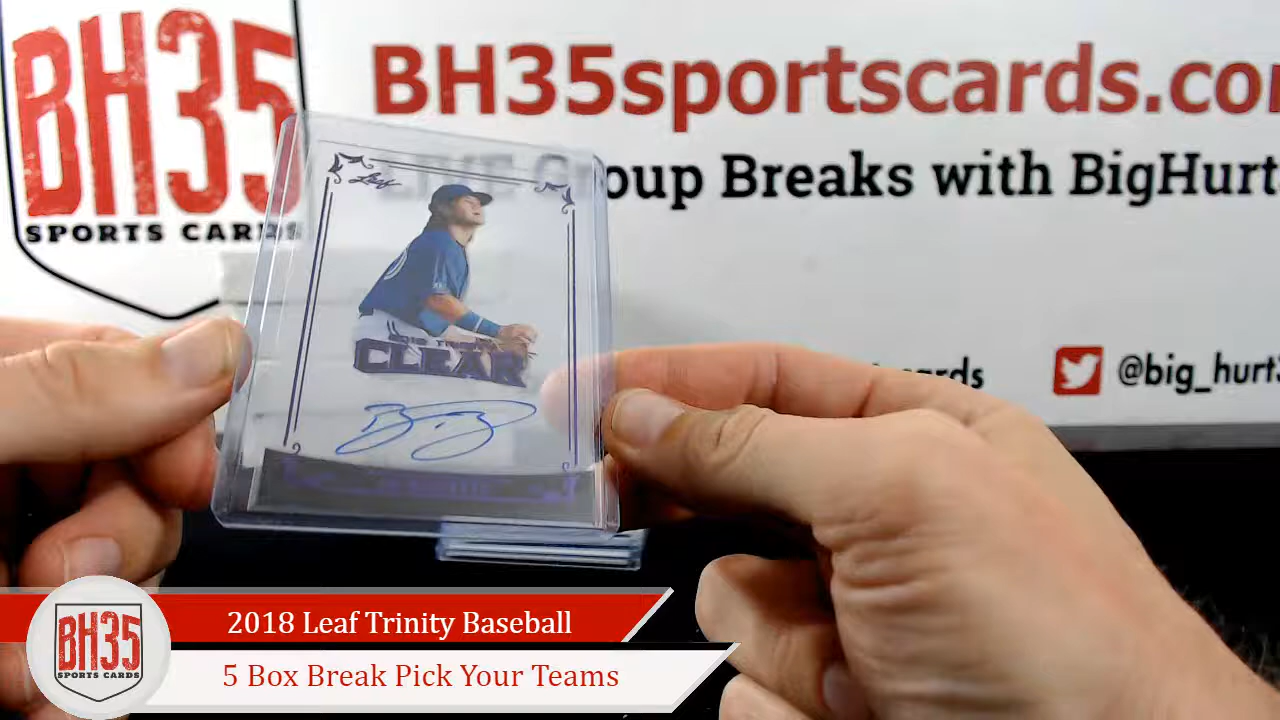 BH35
SPORTS CARDS
BH35sportscards.co
oup Breaks with BigHurt
Leaf
CLEAR
@big_hurt3
BH35
SPORTS CARDS
2018 Leaf Trinity Baseball
5 Box Break Pick Your Teams